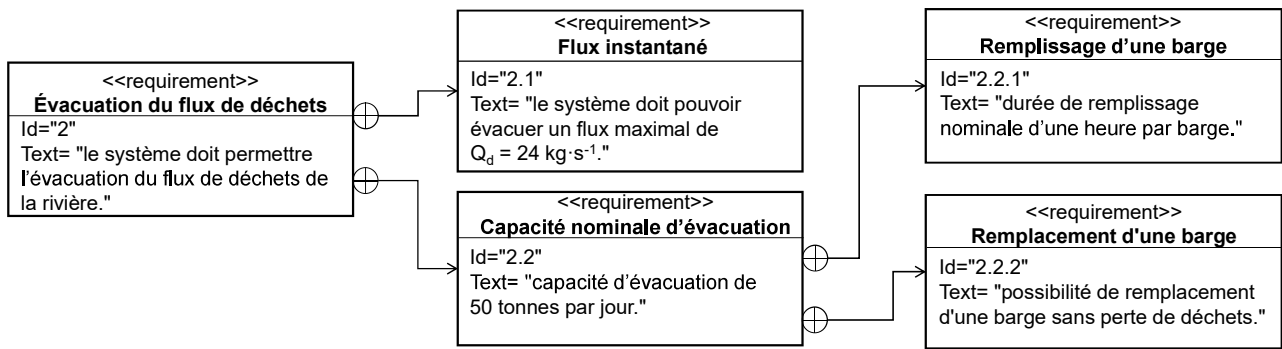 <<requirement>>
Évacuation du flux de déchets
Id="2"
Text= "le système doit permettre
l'évacuation du flux de déchets de
la rivière."
<<requirement>>
Flux instantané
Id="2.1"
Text= "le système doit pouvoir
évacuer un flux maximal de
Q_d = 24 kg·s⁻¹."
<<requirement>>
Capacité nominale d'évacuation
Id="2.2"
Text= "capacité d'évacuation de
50 tonnes par jour."
<<requirement>>
Remplissage d'une barge
Id="2.2.1"
Text= "durée de remplissage
nominale d'une heure par barge."
<<requirement>>
Remplacement d'une barge
Id="2.2.2"
Text= "possibilité de remplacement
d'une barge sans perte de déchets."